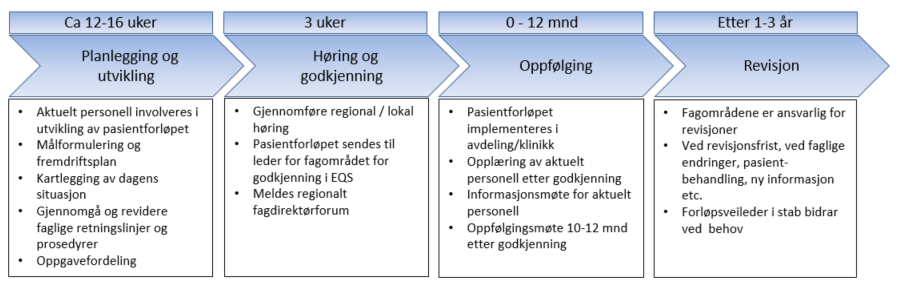 Ca 12-16 uker
Planlegging og
utvikling
• Aktuelt personell involveres i
utvikling av pasientforløpet
• Målformulering og
fremdriftsplan
• Kartlegging av dagens
situasjon
• Gjennomgå og revidere
faglige retningslinjer og
prosedyrer
• Oppgavefordeling
3 uker
Høring og
godkjenning
• Gjennomføre regional / lokal
høring
• Pasientforløpet sendes til
leder for fagområdet for
godkjenning i EQS
• Meldes regionalt
fagdirektørforum
0 - 12 mnd
Oppfølging
• Pasientforløpet
implementeres i
avdeling/klinikk
• Opplæring av aktuelt
personell etter godkjenning
• Informasjonsmøte for aktuelt
personell
• Oppfølgingsmøte 10-12 mnd
etter godkjenning
Etter 1-3 år
Revisjon
• Fagområdene er ansvarlig for
revisjoner
• Ved revisjonsfrist, ved faglige
endringer, pasient-
behandling, ny informasjon
etc.
• Forløpsveileder i stab bidrar
ved behov